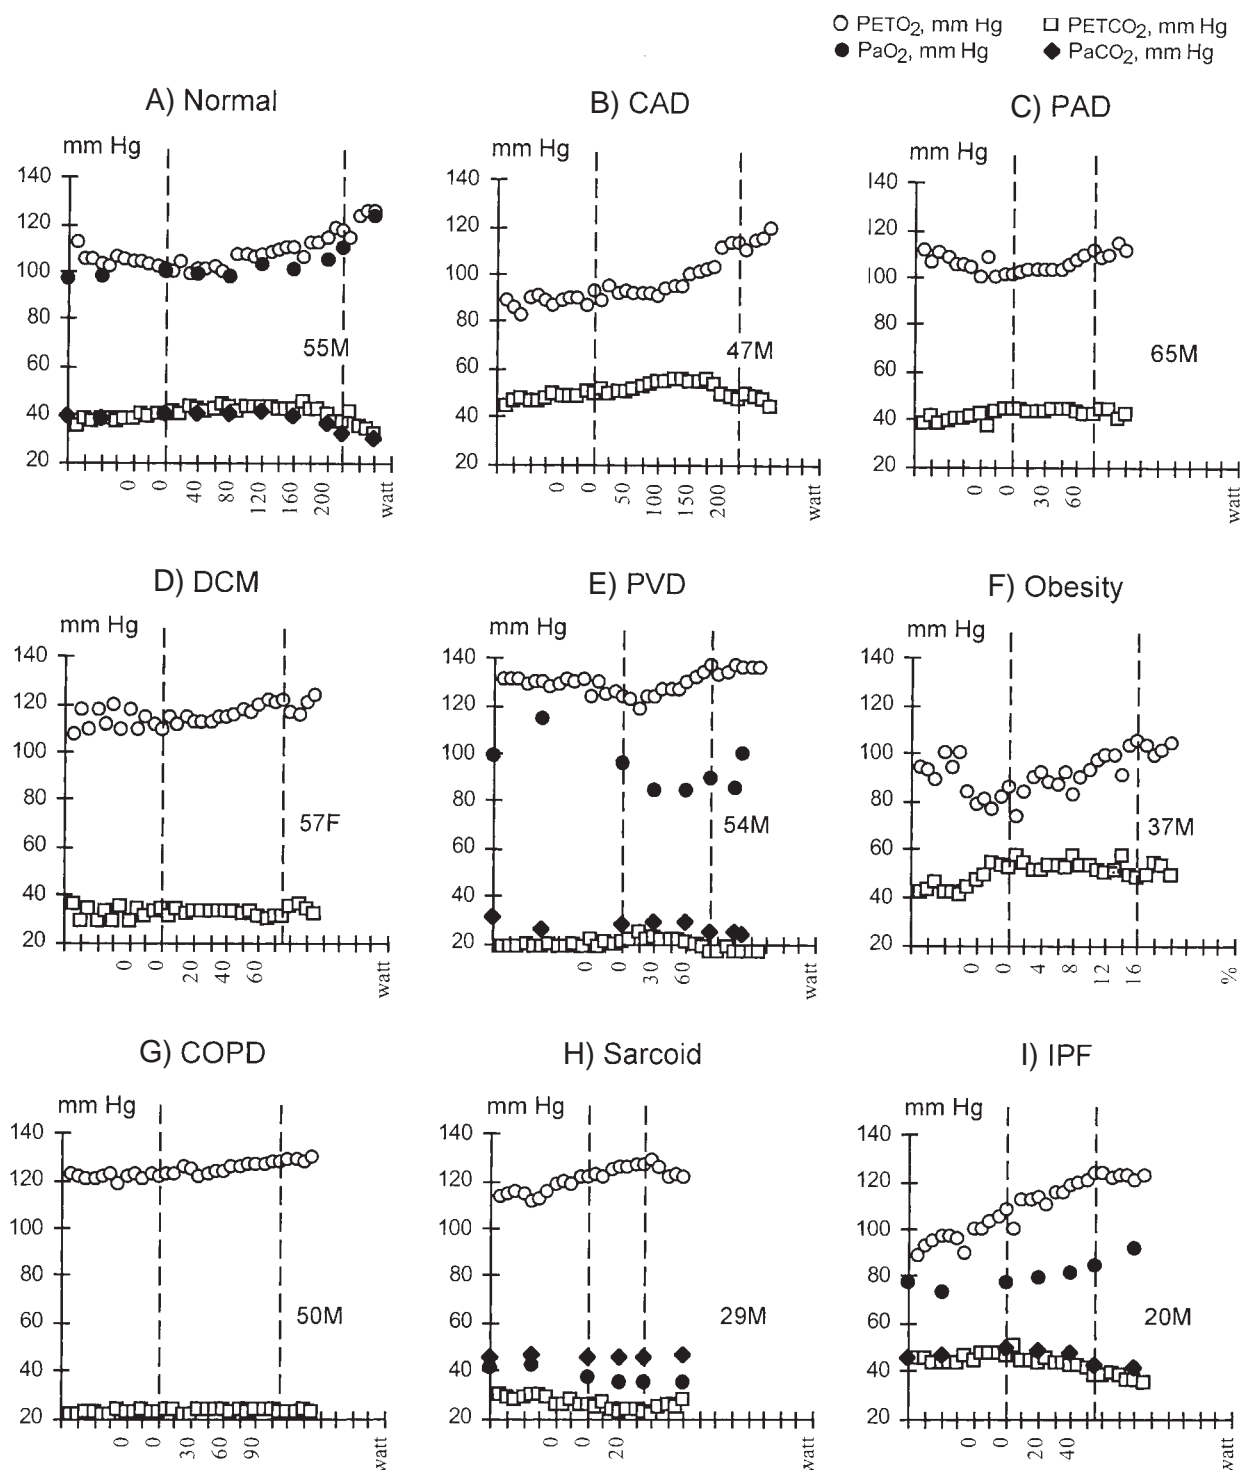 PETO2, mm Hg PETCO2, mm Hg
PaO2, mm Hg PaCO2, mm Hg
A) Normal
mm Hg
140
120
100
80
60
40
20
55M
0 0 40 80 120 160 200 watt
B) CAD
mm Hg
140
120
100
80
60
40
20
47M
0 0 50 100 150 200 watt
C) PAD
mm Hg
140
120
100
80
60
40
20
65M
0 0 30 60 watt
D) DCM
mm Hg
140
120
100
80
60
40
20
57F
0 0 20 40 60 watt
E) PVD
mm Hg
140
120
100
80
60
40
20
54M
0 0 30 60 watt
F) Obesity
mm Hg
140
120
100
80
60
40
20
37M
0 0 4 8 12 16 %
G) COPD
mm Hg
140
120
100
80
60
40
20
50M
0 0 30 60 90 watt
H) Sarcoid
mm Hg
140
120
100
80
60
40
20
29M
0 0 20 watt
I) IPF
mm Hg
140
120
100
80
60
40
20
20M
0 0 20 40 watt